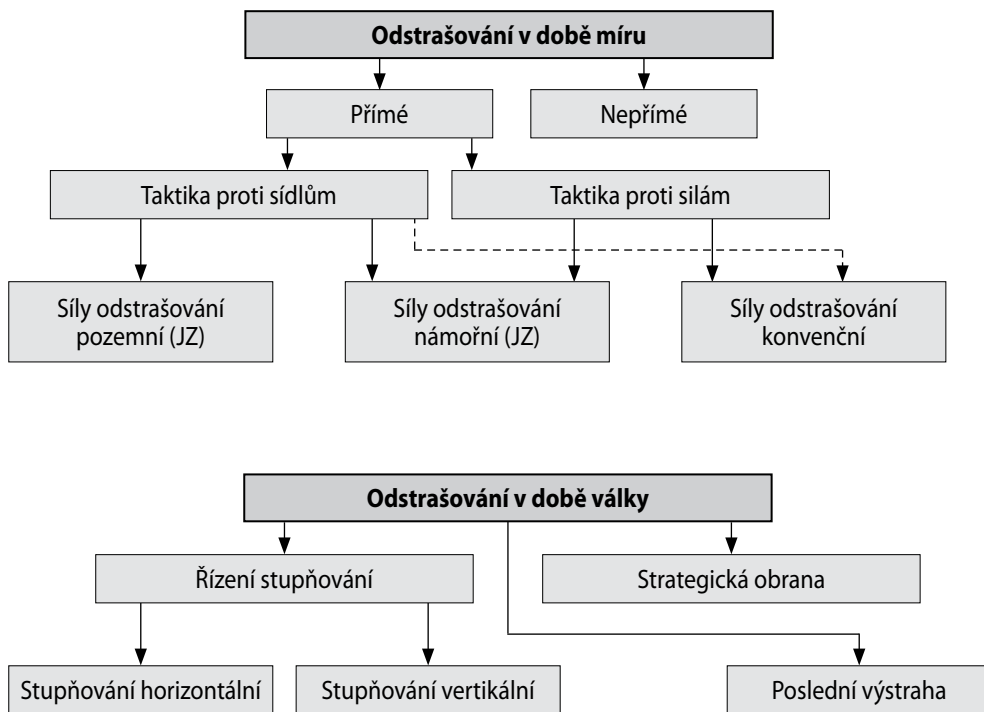 Odstrašování v době míru
Přímé
Nepřímé
Taktika proti sídlům
Taktika proti silám
Síly odstrašování
pozemní (JZ)
Síly odstrašování
námořní (JZ)
Síly odstrašování
konvenční
Odstrašování v době války
Řízení stupňování
Strategická obrana
Stupňování horizontální
Stupňování vertikální
Poslední výstraha